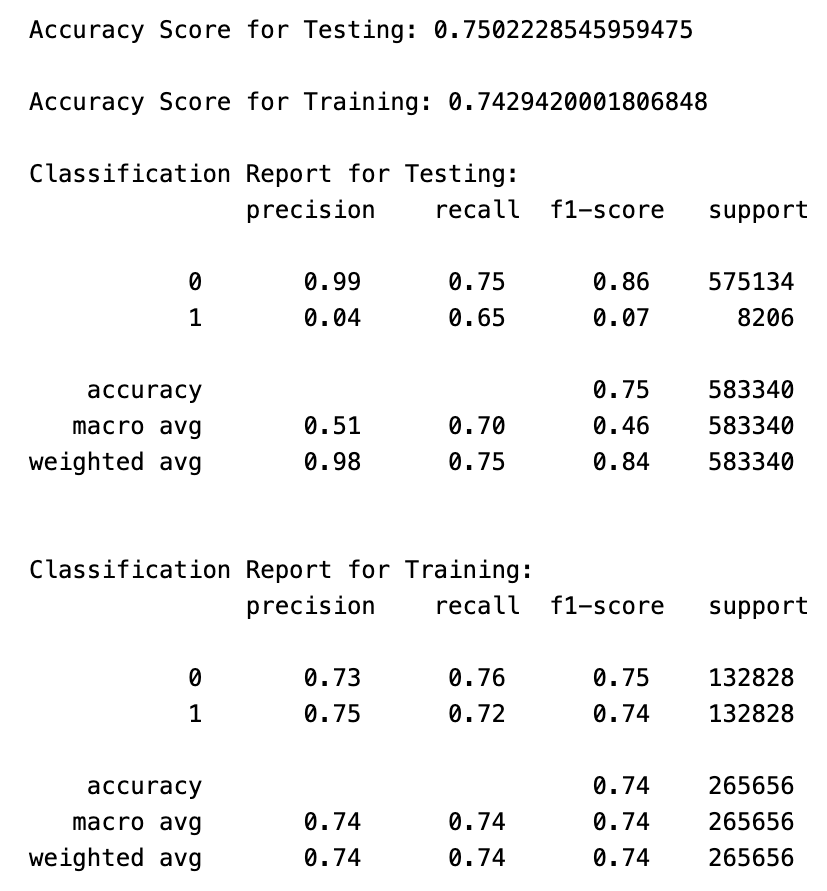 Accuracy Score for Testing: 0.7502228545959475
Accuracy Score for Training: 0.7429420001806848
Classification Report for Testing:
precision recall f1-score support
0 0.99 0.75 0.86 575134
1 0.04 0.65 0.07 8206
accuracy 0.75 583340
macro avg 0.51 0.70 0.46 583340
weighted avg 0.98 0.75 0.84 583340
Classification Report for Training:
precision recall f1-score support
0 0.73 0.76 0.75 132828
1 0.75 0.72 0.74 132828
accuracy 0.74 265656
macro avg 0.74 0.74 0.74 265656
weighted avg 0.74 0.74 0.74 265656